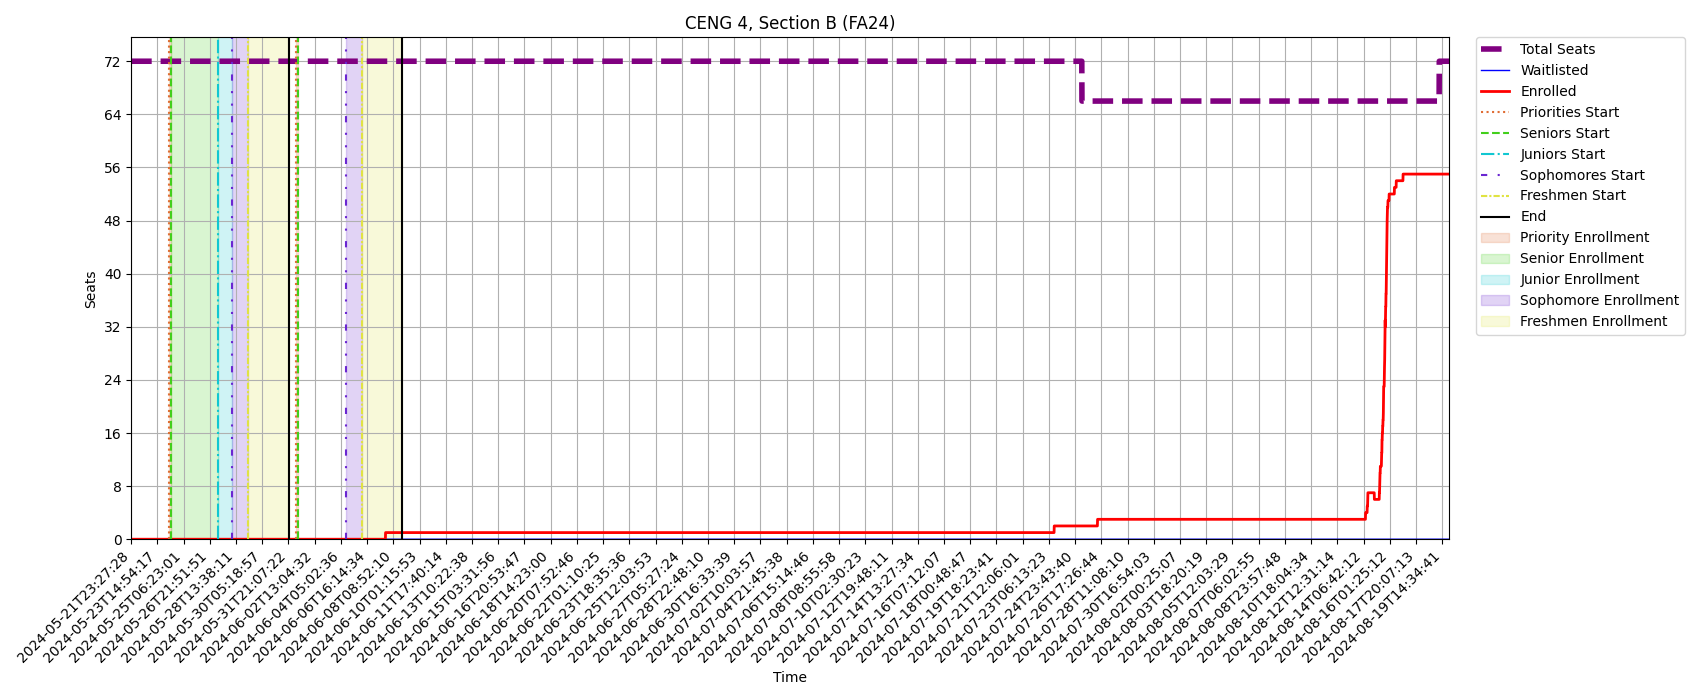 CENG 4, Section B (FA24)
Seats
72
64
56
48
40
32
24
16
8
0
2024-05-21T23:27:28
2024-05-23T14:54:17
2024-05-25T06:23:01
2024-05-26T21:51:51
2024-05-28T13:38:11
2024-05-30T05:18:57
2024-05-31T21:07:22
2024-06-02T13:04:32
2024-06-04T05:02:36
2024-06-06T16:14:34
2024-06-08T08:52:10
2024-06-10T01:15:53
2024-06-11T17:40:14
2024-06-13T10:22:38
2024-06-15T03:31:56
2024-06-16T20:53:47
2024-06-18T14:23:00
2024-06-20T07:52:46
2024-06-22T01:10:25
2024-06-23T18:35:36
2024-06-25T12:03:53
2024-06-27T05:27:24
2024-06-28T22:48:10
2024-06-30T16:33:39
2024-07-02T10:03:57
2024-07-04T21:45:38
2024-07-06T15:14:46
2024-07-08T08:55:58
2024-07-10T02:30:23
2024-07-12T19:48:11
2024-07-14T13:27:34
2024-07-16T07:12:07
2024-07-18T00:48:47
2024-07-19T18:23:41
2024-07-21T12:06:01
2024-07-23T06:13:23
2024-07-24T23:43:40
2024-07-26T17:26:44
2024-07-28T11:08:10
2024-07-30T16:54:03
2024-08-02T00:25:07
2024-08-03T18:20:19
2024-08-05T12:03:29
2024-08-07T06:02:55
2024-08-08T23:57:48
2024-08-10T18:04:34
2024-08-12T12:31:14
2024-08-14T06:42:12
2024-08-16T01:25:12
2024-08-17T20:07:13
2024-08-19T14:34:41
Time
Total Seats
Waitlisted
Enrolled
Priorities Start
Seniors Start
Juniors Start
Sophomores Start
Freshmen Start
End
Priority Enrollment
Senior Enrollment
Junior Enrollment
Sophomore Enrollment
Freshmen Enrollment